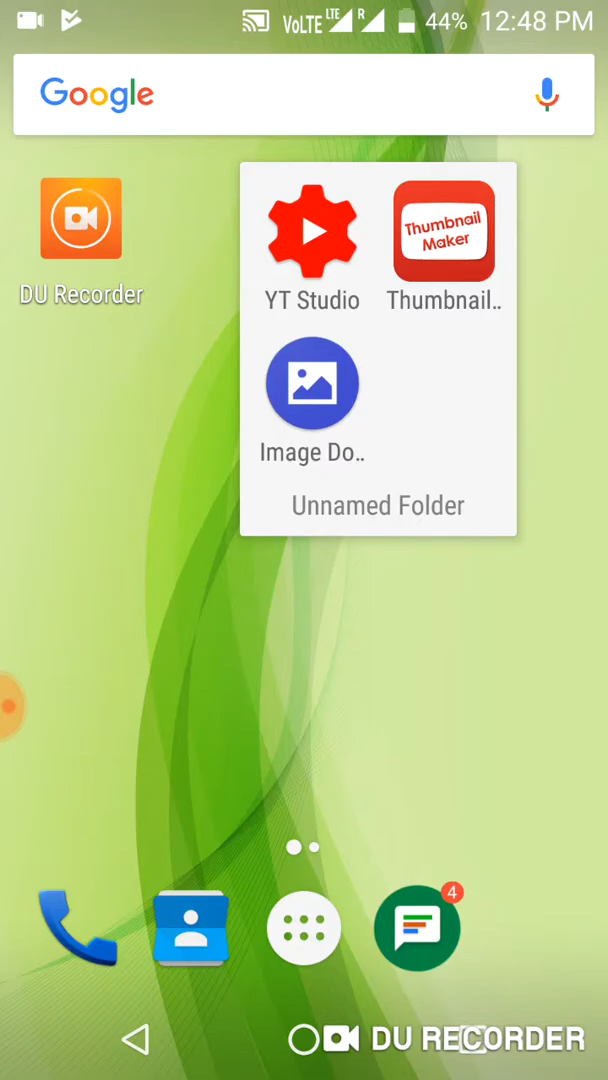 VoLTE LTE R 44% 12:48 PM
Google
DU Recorder
YT Studio
Thumbnail Maker
Thumbnail..
Image Do..
Unnamed Folder
4
DU RECORDER